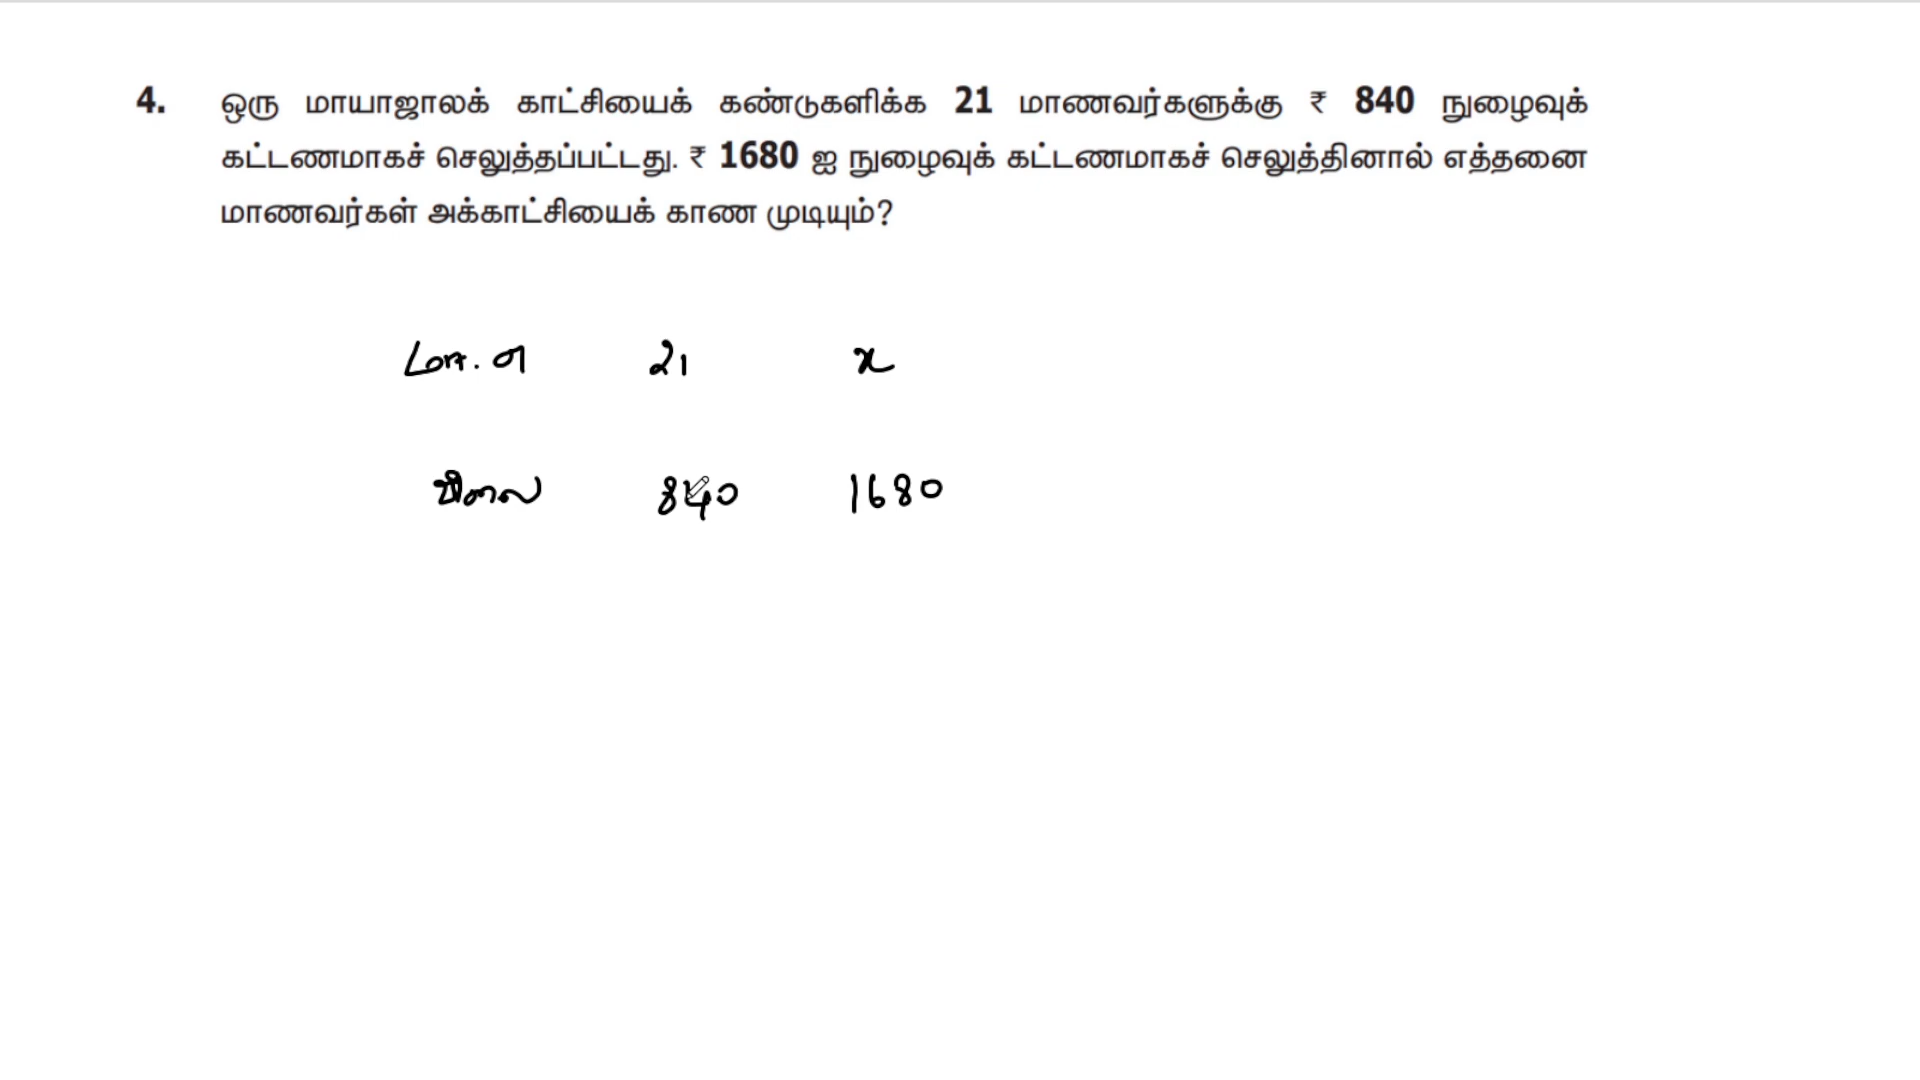 4. ஒரு மாயாஜாலக் காட்சியைக் கண்டுகளிக்க 21 மாணவர்களுக்கு ₹ 840 நுழைவுக்
கட்டணமாகச் செலுத்தப்பட்டது. ₹ 1680 ஐ நுழைவுக் கட்டணமாகச் செலுத்தினால் எத்தனை
மாணவர்கள் அக்காட்சியைக் காண முடியும்?
மா. எ 21 x
விலை 840 1680